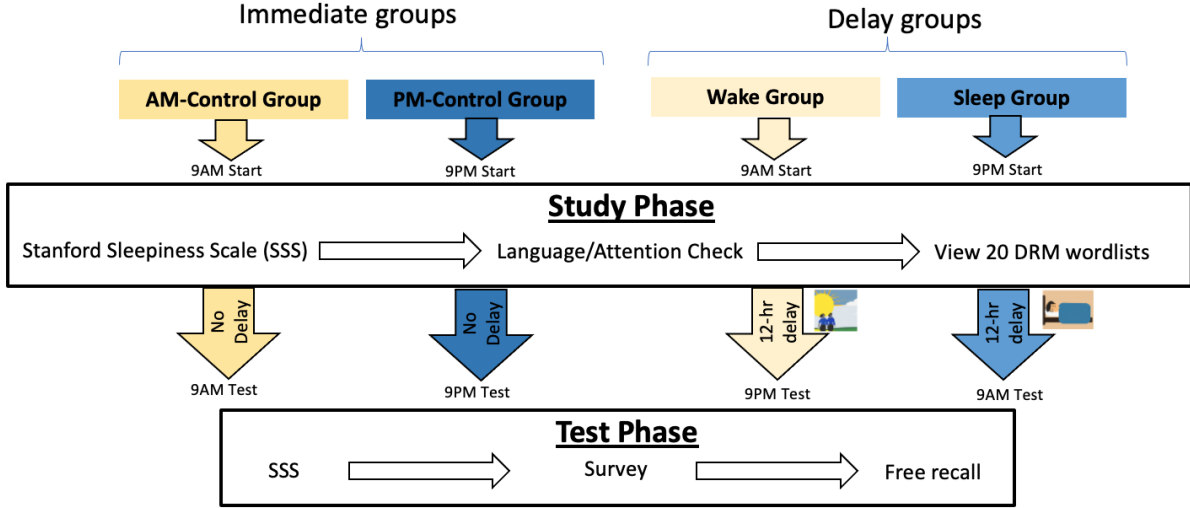 Immediate groups
Delay groups
AM-Control Group
PM-Control Group
Wake Group
Sleep Group
9AM Start
9PM Start
9AM Start
9PM Start
Study Phase
Stanford Sleepiness Scale (SSS)
Language/Attention Check
View 20 DRM wordlists
No
Delay
No
Delay
12-hr
delay
12-hr
delay
9AM Test
9PM Test
9PM Test
9AM Test
Test Phase
SSS
Survey
Free recall